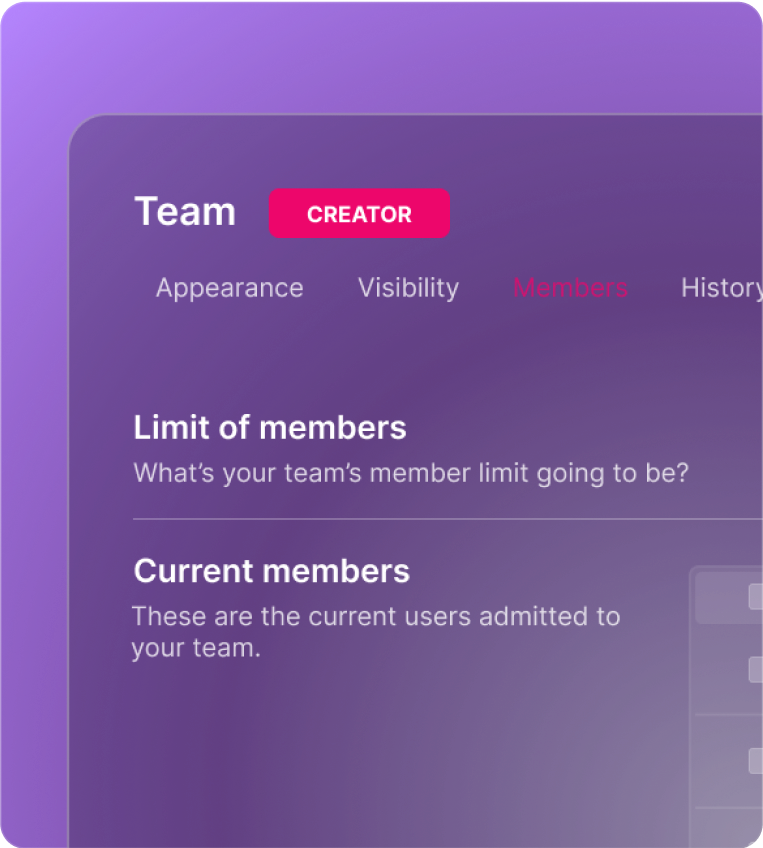 Team CREATOR
Appearance Visibility Members History
Limit of members
What’s your team’s member limit going to be?
Current members
These are the current users admitted to
your team.